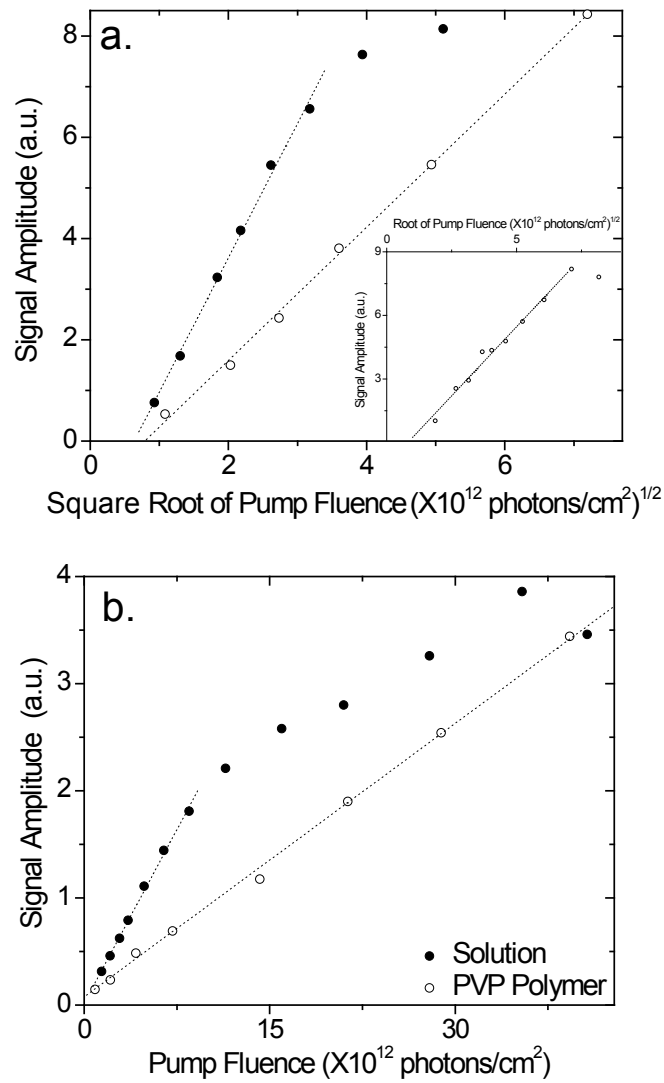 a.
8
6
4
2
0
Signal Amplitude (a.u.)
0 2 4 6
Square Root of Pump Fluence (X10¹² photons/cm²)¹/²
Root of Pump Fluence (X10¹² photons/cm²)¹/²
0 5
9
6
3
Signal Amplitude (a.u.)
b.
4
3
2
1
0
Signal Amplitude (a.u.)
Solution
PVP Polymer
0 15 30
Pump Fluence (X10¹² photons/cm²)